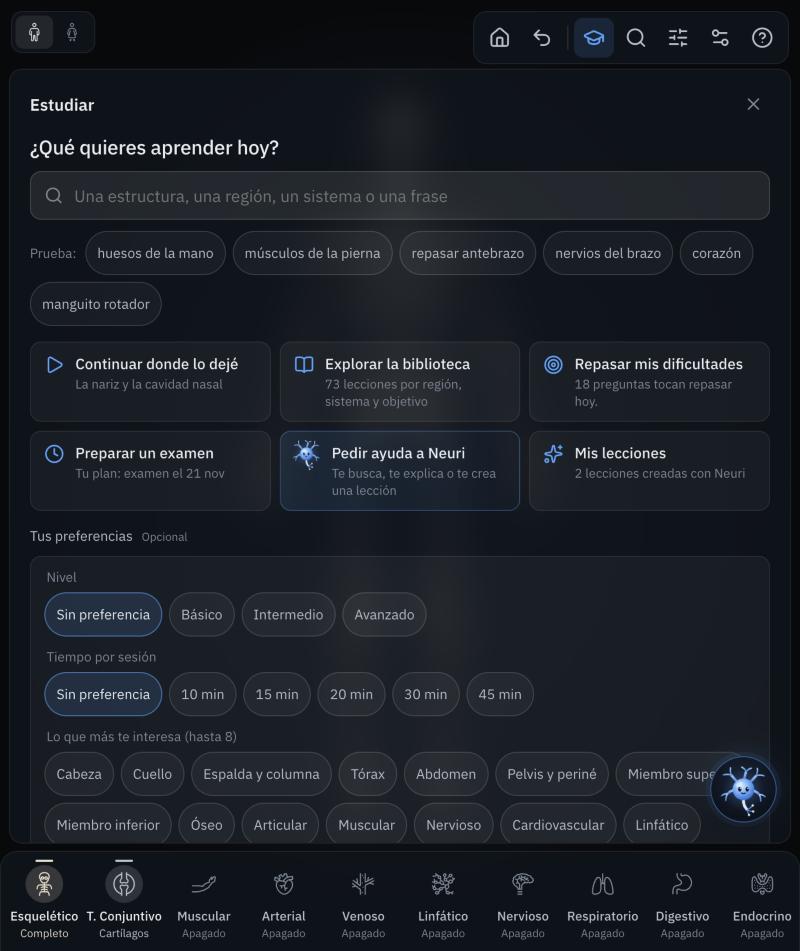 Estudiar
¿Qué quieres aprender hoy?
Una estructura, una región, un sistema o una frase
Prueba: huesos de la mano músculos de la pierna repasar antebrazo nervios del brazo corazón
manguito rotador
Continuar donde lo dejé
La nariz y la cavidad nasal
Explorar la biblioteca
73 lecciones por región,
sistema y objetivo
Repasar mis dificultades
18 preguntas tocan repasar
hoy.
Preparar un examen
Tu plan: examen el 21 nov
Pedir ayuda a Neuri
Te busca, te explica o te crea
una lección
Mis lecciones
2 lecciones creadas con Neuri
Tus preferencias Opcional
Nivel
Sin preferencia Básico Intermedio Avanzado
Tiempo por sesión
Sin preferencia 10 min 15 min 20 min 30 min 45 min
Lo que más te interesa (hasta 8)
Cabeza Cuello Espalda y columna Tórax Abdomen Pelvis y periné Miembro
Miembro inferior Óseo Articular Muscular Nervioso Cardiovascular Linfático
Esquelético T. Conjuntivo Muscular Arterial Venoso Linfático Nervioso Respiratorio Digestivo Endocrino
Completo Cartílagos Apagado Apagado Apagado Apagado Apagado Apagado Apagado Apagado